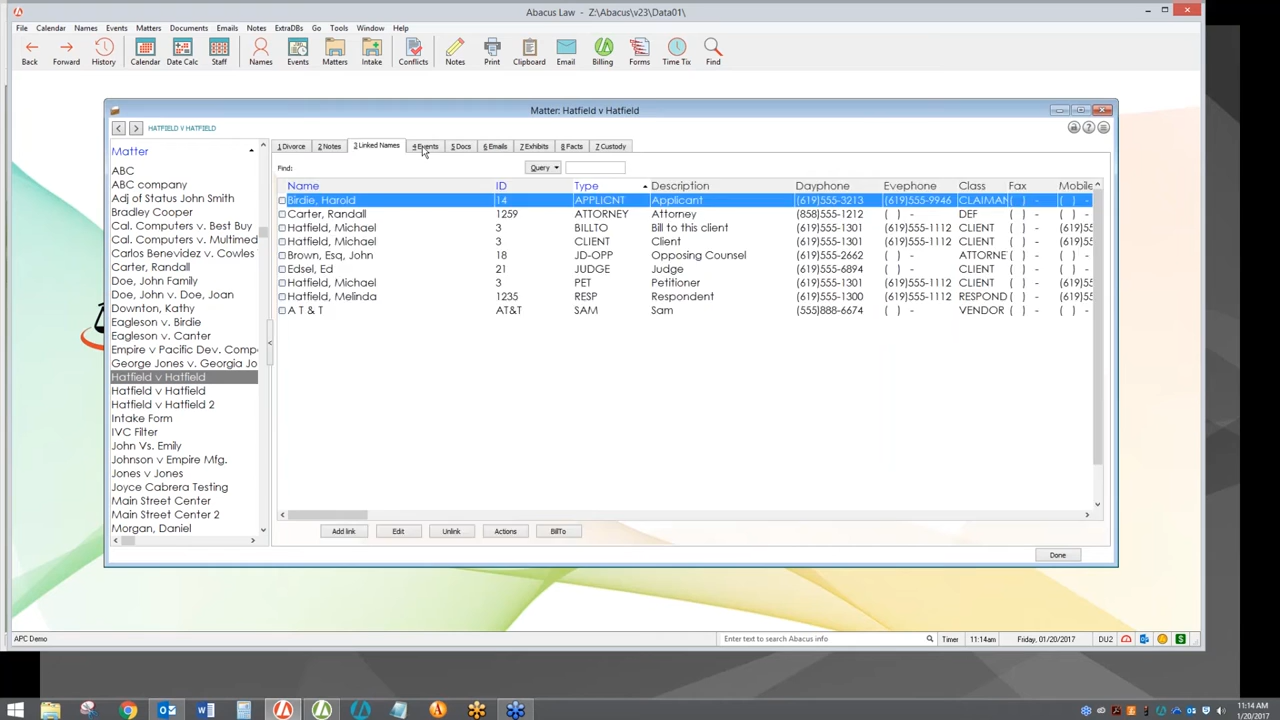 Abacus Law - Z:\Abacus\v23\Data01\
File Calendar Names Events Matters Documents Emails Notes ExtraDBs Go Tools Window Help
Back Forward History Calendar Date Calc Staff Names Events Matters Intake Conflicts Notes Print Clipboard Email Billing Forms Time Tix Find
Matter: Hatfield v Hatfield
HATFIELD V HATFIELD
Matter
ABC
ABC company
Adj of Status John Smith
Bradley Cooper
Cal. Computers v. Best Buy
Cal. Computers v. Multimed
Carlos Benevidez v. Cowles
Carter, Randall
Doe, John Family
Doe, John v. Doe, Joan
Downton, Kathy
Eagleson v. Birdie
Eagleson v. Canter
Empire v Pacific Dev. Comp
George Jones v. Georgia Jo
Hatfield v Hatfield
Hatfield v Hatfield
Hatfield v Hatfield 2
Intake Form
IVC Filter
John Vs. Emily
Johnson v Empire Mfg.
Jones v Jones
Joyce Cabrera Testing
Main Street Center
Main Street Center 2
Morgan, Daniel
1 Divorce 2 Notes 3 Linked Names 4 Events 5 Docs 6 Emails 7 Exhibits 8 Facts 7 Custody
Find: Query
Name ID Type Description Dayphone Evephone Class Fax Mobile
Birdie, Harold 14 APPLICNT Applicant (619)555-3213 (619)555-9946 CLAIMAN ( ) -
Carter, Randall 1259 ATTORNEY Attorney (858)555-1212 ( ) - DEF ( ) - ( ) -
Hatfield, Michael 3 BILLTO Bill to this client (619)555-1301 (619)555-1112 CLIENT ( ) - (619)55
Hatfield, Michael 3 CLIENT Client (619)555-1301 (619)555-1112 CLIENT ( ) - (619)55
Brown, Esq, John 18 JD-OPP Opposing Counsel (619)555-2662 ( ) - ATTORNE ( ) - ( ) -
Edsel, Ed 21 JUDGE Judge (619)555-6894 ( ) - CLIENT ( ) - ( ) -
Hatfield, Michael 3 PET Petitioner (619)555-1301 (619)555-1112 CLIENT ( ) - (619)55
Hatfield, Melinda 1235 RESP Respondent (619)555-1300 (619)555-1112 RESPOND ( ) - (619)55
A T & T AT&T SAM Sam (555)888-6674 ( ) - VENDOR ( ) - ( ) -
Add link Edit Unlink Actions BillTo
Done
APC Demo Enter text to search Abacus info Timer 11:14am Friday, 01/20/2017 DU2
11:14 AM
1/20/2017